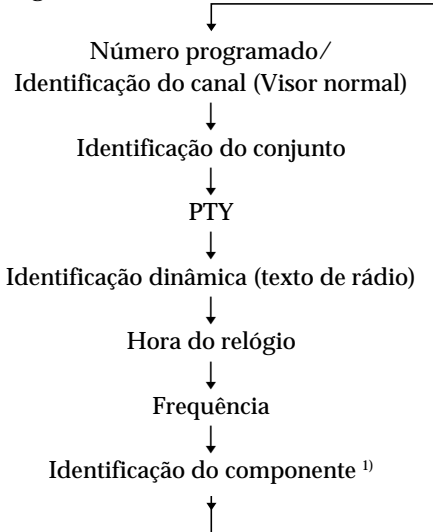 Número programado/
Identificação do canal (Visor normal)
Identificação do conjunto
PTY
Identificação dinâmica (texto de rádio)
Hora do relógio
Frequência
Identificação do componente ¹⁾